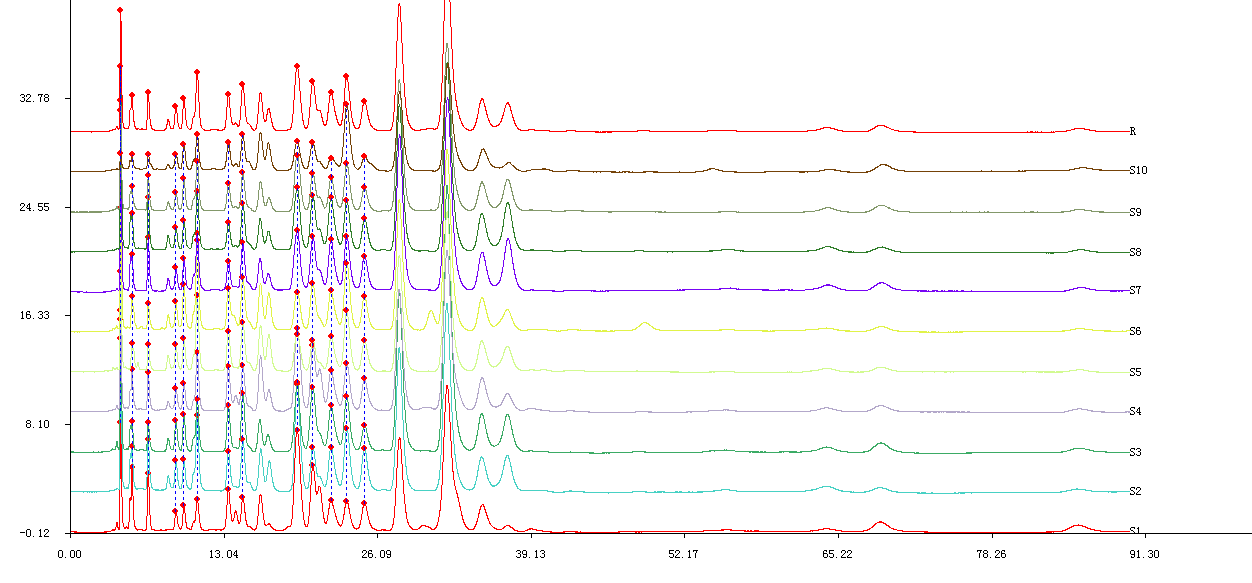 32.78
R
S10
24.55
S9
S8
S7
16.33
S6
S5
S4
8.10
S3
S2
-0.12
S1
0.00 13.04 26.09 39.13 52.17 65.22 78.26 91.30